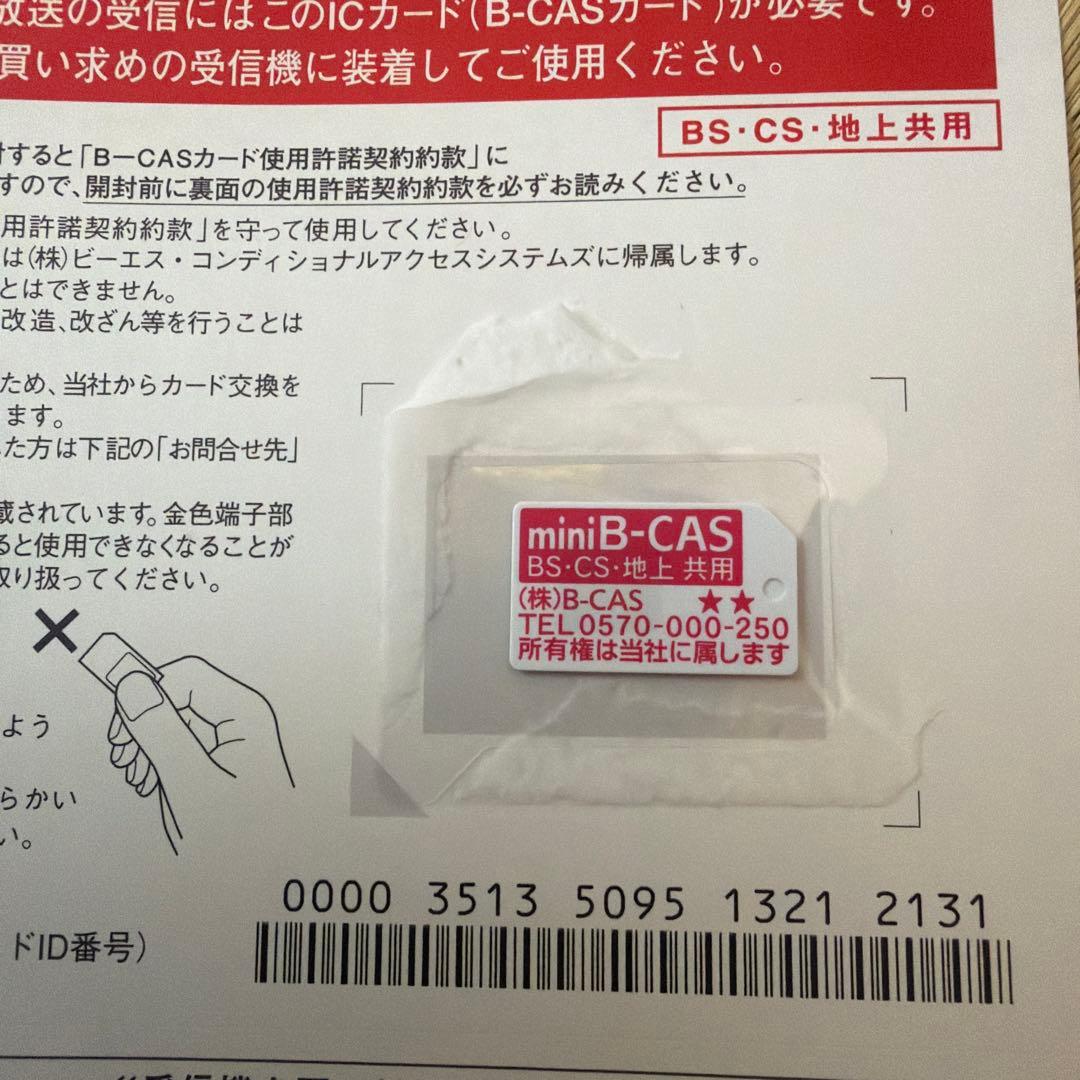 放送の受信にはこのICカード(B-CASカード)が必要です。
買い求めの受信機に装着してご使用ください。
BS・CS・地上共用
すると「B-CASカード使用許諾契約約款」に
すので、開封前に裏面の使用許諾契約約款を必ずお読みください。
用許諾契約約款」を守って使用してください。
は(株)ビーエス・コンディショナルアクセスシステムズに帰属します。
とはできません。
改造、改ざん等を行うことは
ため、当社からカード交換を
ます。
た方は下記の「お問合せ先」
載されています。金色端子部
ると使用できなくなることが
取り扱ってください。
miniB-CAS
BS・CS・地上 共用
(株)B-CAS ★★
TEL0570-000-250
所有権は当社に属します
よう
らかい
い。
0000 3513 5095 1321 2131
ドID番号)